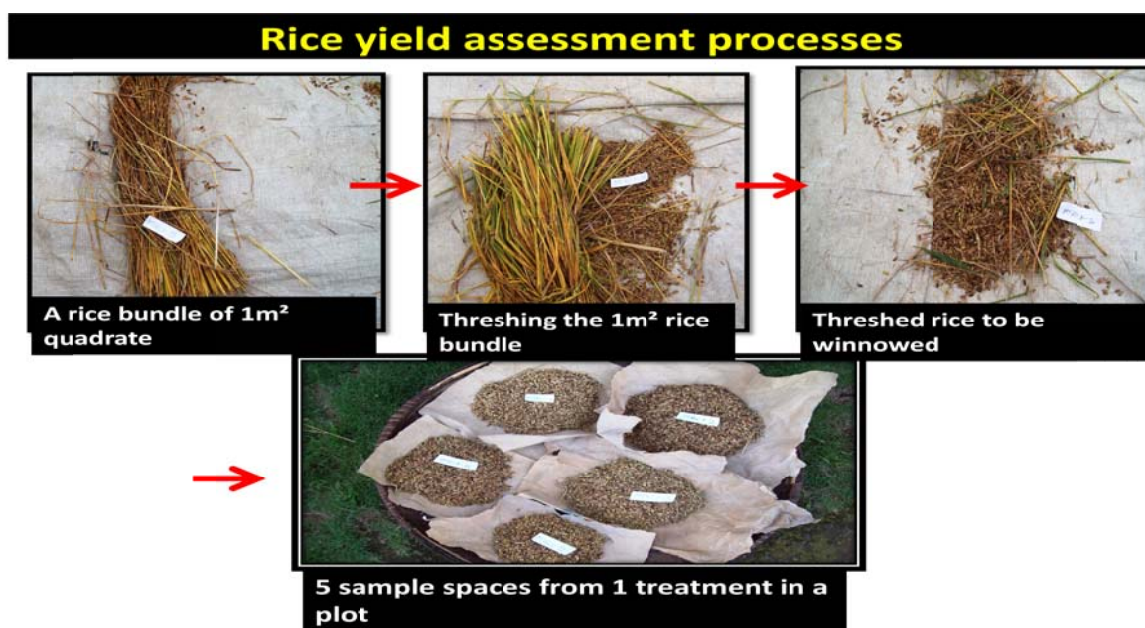 Rice yield assessment processes
A rice bundle of 1m²
quadrate
Threshing the 1m² rice
bundle
Threshed rice to be
winnowed
5 sample spaces from 1 treatment in a
plot